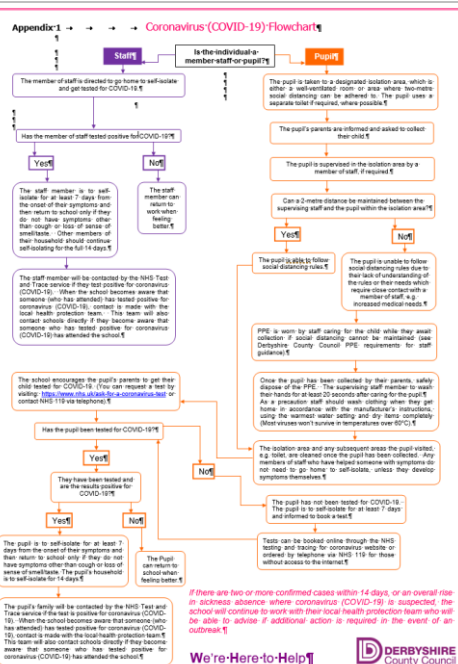 Appendix·1 → → → → Coronavirus·(COVID-19)·Flowchart¶
Is·the·individual·a·
member·staff·or·pupil?¶
Staff¶
Pupil¶
The member of staff is directed to go home to self-isolate
and get tested for COVID-19.¶
Has the member of staff tested positive for COVID-19?¶
Yes¶
No¶
The staff member is to self-
isolate for at least 7 days from
the onset of their symptoms and
then return to school only if they
do not have symptoms other
than cough or loss of sense of
smell/taste. Other members of
their household should continue
self-isolating for the full 14 days.¶
The staff
member can
return to
work when
feeling
better.¶
The staff member will be contacted by the NHS Test
and Trace service if they test positive for coronavirus
(COVID-19). When the school becomes aware that
someone (who has attended) has tested positive for
coronavirus (COVID-19), contact is made with the
local health protection team. This team will also
contact schools directly if they become aware that
someone who has tested positive for coronavirus
(COVID-19) has attended the school.¶
The pupil is taken to a designated isolation area, which is
either a well-ventilated room or area where two-metre
social distancing can be adhered to. The pupil uses a
separate toilet if required, where possible.¶
The pupil's parents are informed and asked to collect
their child.¶
The pupil is supervised in the isolation area by a
member of staff, if required.¶
Can a 2-metre distance be maintained between the
supervising staff and the pupil within the isolation area?¶
Yes¶
No¶
The pupil is able to follow
social distancing rules.¶
The pupil is unable to follow
social distancing rules due to
their lack of understanding of
the rules or their needs which
require close contact with a
member of staff, e.g.
increased medical needs.¶
PPE is worn by staff caring for the child while they await
collection if social distancing cannot be maintained (see
Derbyshire County Council PPE requirements for staff
guidance).¶
Once the pupil has been collected by their parents, safely
dispose of the PPE. The supervising staff member to wash
their hands for at least 20 seconds after caring for the pupil.¶
As a precaution staff should wash clothing when they get
home in accordance with the manufacturer's instructions,
using the warmest water setting and dry items completely
(Most viruses won't survive in temperatures over 60°C).¶
The isolation area and any subsequent areas the pupil visited,
e.g. toilet, are cleaned once the pupil has been collected. Any
members of staff who have helped someone with symptoms do
not need to go home to self-isolate, unless they develop
symptoms themselves.¶
The school encourages the pupil's parents to get their
child tested for COVID-19. (You can request a test by
visiting: https://www.nhs.uk/ask-for-a-coronavirus-test or
contact NHS 119 via telephone).¶
Has the pupil been tested for COVID-19?¶
Yes¶
No¶
They have been tested and
are the results positive for
COVID-19?¶
The pupil has not been tested for COVID-19.
The pupil is to self-isolate for at least 7 days
and informed to book a test.¶
Yes¶
No¶
Tests can be booked online through the NHS
testing and tracing for coronavirus website or
ordered by telephone via NHS 119 for those
without access to the internet.¶
The pupil is to self-isolate for at least 7
days from the onset of their symptoms and
then return to school only if they do not
have symptoms other than cough or loss of
sense of smell/taste. The pupil's household
is to self-isolate for 14 days.¶
The Pupil
can return to
school when
feeling better.¶
The pupil's family will be contacted by the NHS Test and
Trace service if the test is positive for coronavirus (COVID-
19). When the school becomes aware that someone (who
has attended) has tested positive for coronavirus (COVID-
19), contact is made with the local health protection team.¶
This team will also contact schools directly if they become
aware that someone who has tested positive for
coronavirus (COVID-19) has attended the school.¶
If there are two or more confirmed cases within 14 days, or an overall rise
in sickness absence where coronavirus (COVID-19) is suspected, the
school will continue to work with their local health protection team who will
be able to advise if additional action is required in the event of an
outbreak.¶
We're·Here·to·Help¶
DERBYSHIRE
County Council